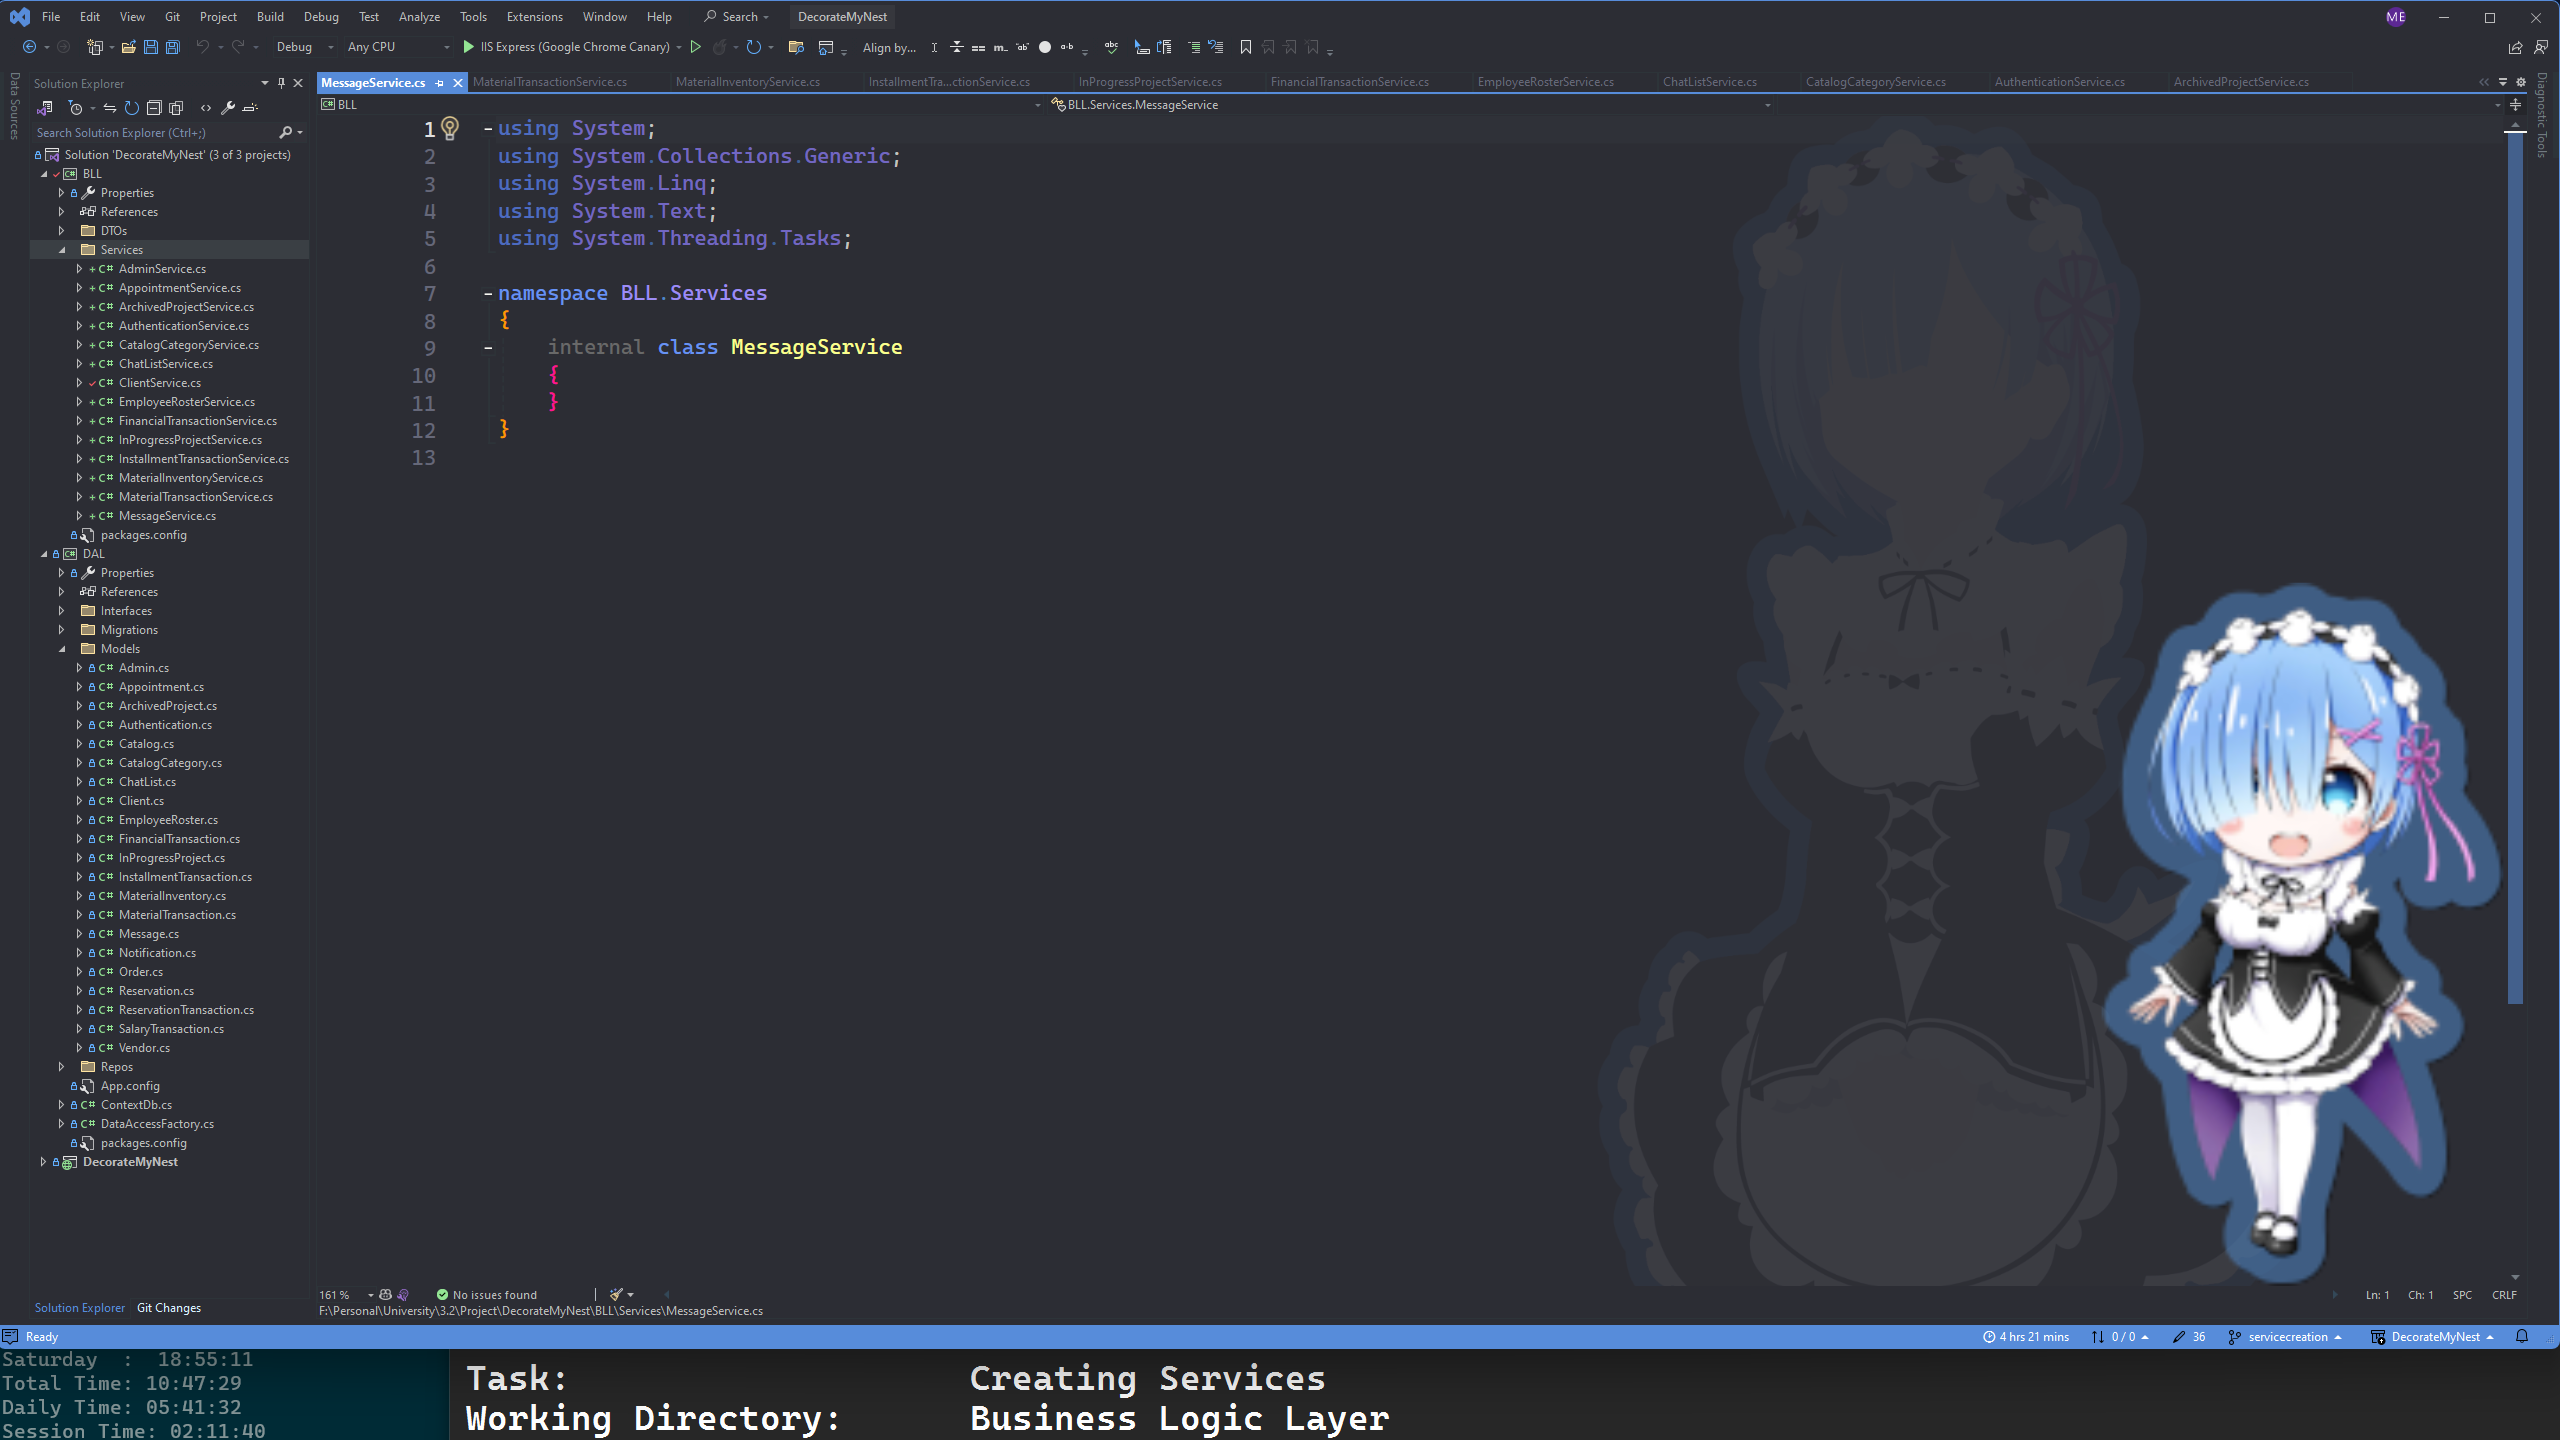 File Edit View Git Project Build Debug Test Analyze Tools Extensions Window Help Search DecorateMyNest ME
Debug Any CPU IIS Express (Google Chrome Canary) Align by...
Data Sources
Solution Explorer
Search Solution Explorer (Ctrl+;)
Solution 'DecorateMyNest' (3 of 3 projects)
BLL
Properties
References
DTOs
Services
AdminService.cs
AppointmentService.cs
ArchivedProjectService.cs
AuthenticationService.cs
CatalogCategoryService.cs
ChatListService.cs
ClientService.cs
EmployeeRosterService.cs
FinancialTransactionService.cs
InProgressProjectService.cs
InstallmentTransactionService.cs
MaterialInventoryService.cs
MaterialTransactionService.cs
MessageService.cs
packages.config
DAL
Properties
References
Interfaces
Migrations
Models
Admin.cs
Appointment.cs
ArchivedProject.cs
Authentication.cs
Catalog.cs
CatalogCategory.cs
ChatList.cs
Client.cs
EmployeeRoster.cs
FinancialTransaction.cs
InProgressProject.cs
InstallmentTransaction.cs
MaterialInventory.cs
MaterialTransaction.cs
Message.cs
Notification.cs
Order.cs
Reservation.cs
ReservationTransaction.cs
SalaryTransaction.cs
Vendor.cs
Repos
App.config
ContextDb.cs
DataAccessFactory.cs
packages.config
DecorateMyNest
Solution Explorer Git Changes
MessageService.cs MaterialTransactionService.cs MaterialInventoryService.cs InstallmentTra...ctionService.cs InProgressProjectService.cs FinancialTransactionService.cs EmployeeRosterService.cs ChatListService.cs CatalogCategoryService.cs AuthenticationService.cs ArchivedProjectService.cs
BLL BLL.Services.MessageService
1 using System;
2 using System.Collections.Generic;
3 using System.Linq;
4 using System.Text;
5 using System.Threading.Tasks;
6
7 namespace BLL.Services
8 {
9 internal class MessageService
10 {
11 }
12 }
13
Diagnostic Tools
161 % No issues found Ln: 1 Ch: 1 SPC CRLF
F:\Personal\University\3.2\Project\DecorateMyNest\BLL\Services\MessageService.cs
Ready 4 hrs 21 mins 0 / 0 36 servicecreation DecorateMyNest
Saturday : 18:55:11
Total Time: 10:47:29
Daily Time: 05:41:32
Session Time: 02:11:40
Task: Creating Services
Working Directory: Business Logic Layer